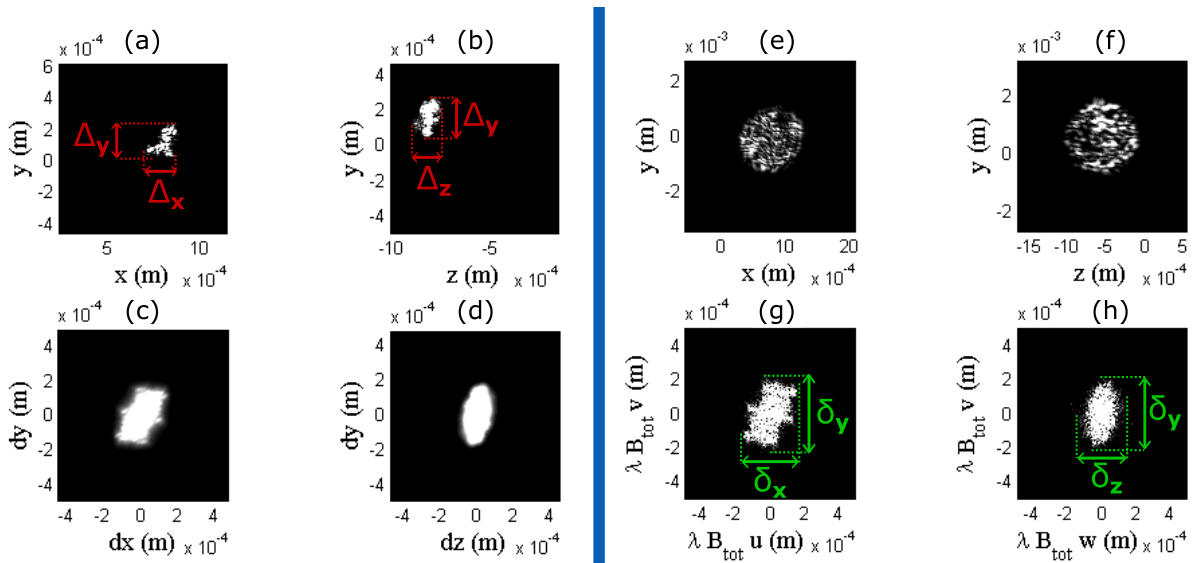 (a)
x 10⁻⁴
6
4
2
0
-2
-4
y (m)
Δy
Δx
5
10
x (m) x 10⁻⁴
(b)
x 10⁻⁴
4
2
0
-2
-4
y (m)
Δy
Δz
-10
-5
z (m) x 10⁻⁴
(e)
x 10⁻³
2
0
-2
y (m)
0
10
20
x (m) x 10⁻⁴
(f)
x 10⁻³
2
0
-2
y (m)
-15 -10 -5 0 5
z (m) x 10⁻⁴
(c)
x 10⁻⁴
4
2
0
-2
-4
dy (m)
-4 -2 0 2 4
dx (m) x 10⁻⁴
(d)
x 10⁻⁴
4
2
0
-2
-4
dy (m)
-4 -2 0 2 4
dz (m) x 10⁻⁴
(g)
x 10⁻⁴
4
2
0
-2
-4
λ B_tot v (m)
δy
δx
-4 -2 0 2 4
λ B_tot u (m) x 10⁻⁴
(h)
x 10⁻⁴
4
2
0
-2
-4
λ B_tot v (m)
δy
δz
-4 -2 0 2 4
λ B_tot w (m) x 10⁻⁴